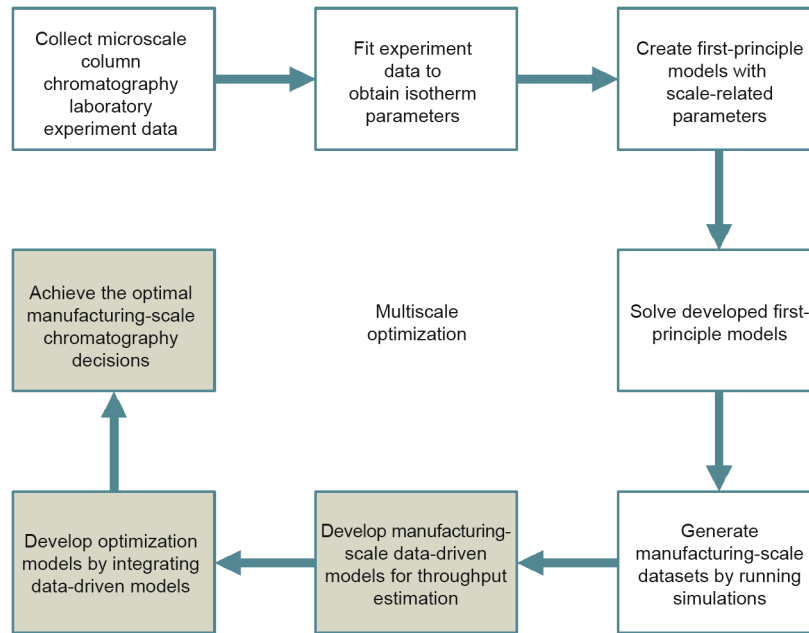 Collect microscale
column
chromatography
laboratory
experiment data
Fit experiment
data to
obtain isotherm
parameters
Create first-principle
models with
scale-related
parameters
Solve developed first-
principle models
Generate
manufacturing-scale
datasets by running
simulations
Develop manufacturing-
scale data-driven
models for throughput
estimation
Develop optimization
models by integrating
data-driven models
Achieve the optimal
manufacturing-scale
chromatography
decisions
Multiscale
optimization